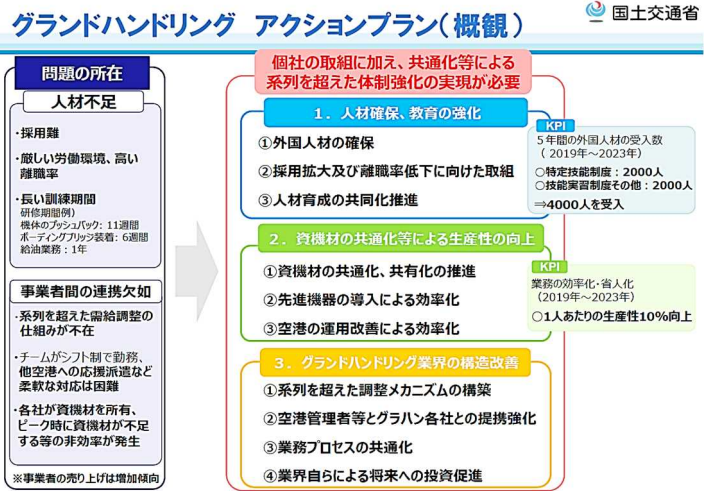 グランドハンドリング　アクションプラン（概観）
国土交通省
問題の所在
人材不足
・採用難
・厳しい労働環境、高い
離職率
・長い訓練期間
研修期間例）
機体のプッシュバック：11週間
ボーディングブリッジ装着：6週間
給油業務：1年
事業者間の連携欠如
・系列を超えた需給調整の
仕組みが不在
・チームがシフト制で勤務、
他空港への応援派遣など
柔軟な対応は困難
・各社が資機材を所有、
ピーク時に資機材が不足
する等の非効率が発生
※事業者の売り上げは増加傾向
個社の取組に加え、共通化等による
系列を超えた体制強化の実現が必要
１．人材確保、教育の強化
①外国人材の確保
②採用拡大及び離職率低下に向けた取組
③人材育成の共同化推進
KPI
５年間の外国人材の受入数
（2019年～2023年）
○特定技能制度：2000人
○技能実習制度その他：2000人
⇒4000人を受入
２．資機材の共通化等による生産性の向上
①資機材の共通化、共有化の推進
②先進機器の導入による効率化
③空港の運用改善による効率化
KPI
業務の効率化・省人化
（2019年～2023年）
○1人あたりの生産性10%向上
３．グランドハンドリング業界の構造改善
①系列を超えた調整メカニズムの構築
②空港管理者等とグラハン各社との提携強化
③業務プロセスの共通化
④業界自らによる将来への投資促進